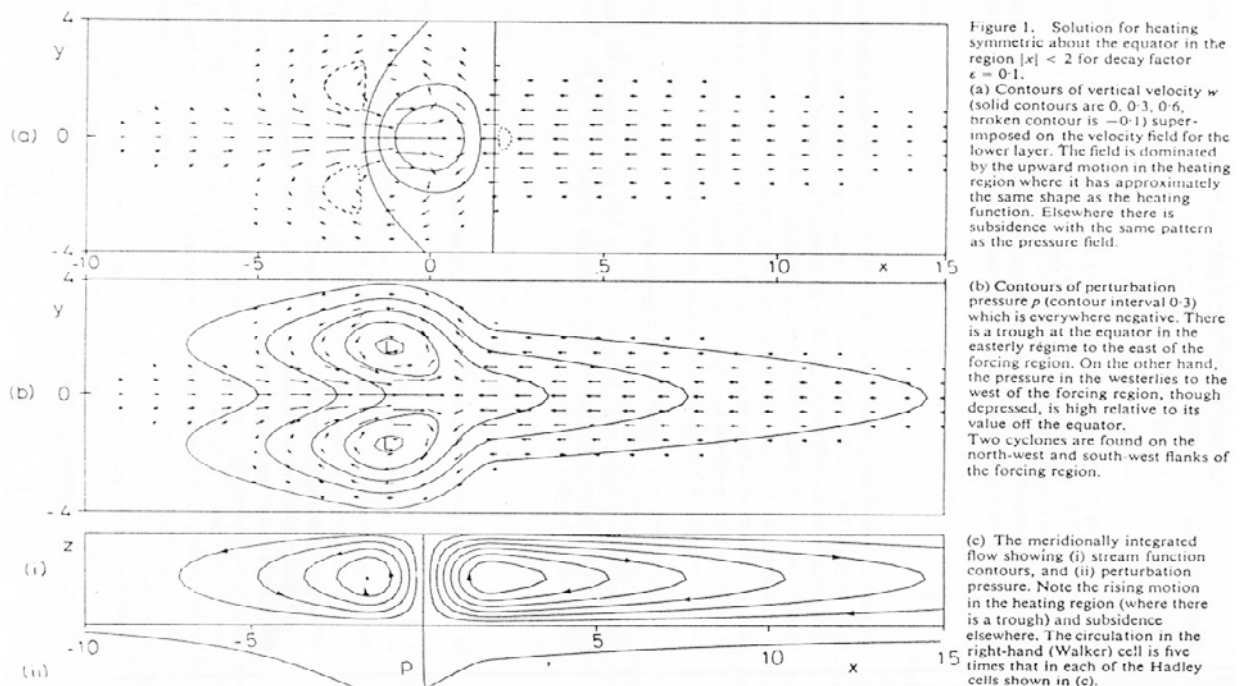 4
y
(a) 0
-4
-10
-5
0
5
x
15
4
y
(b) 0
-4
L
L
z
(i)
-10
-5
5
10
x
15
p
(ii)
Figure 1. Solution for heating
symmetric about the equator in the
region |x| < 2 for decay factor
ε = 0·1.
(a) Contours of vertical velocity w
(solid contours are 0, 0·3, 0·6,
broken contour is −0·1) super-
imposed on the velocity field for the
lower layer. The field is dominated
by the upward motion in the heating
region where it has approximately
the same shape as the heating
function. Elsewhere there is
subsidence with the same pattern
as the pressure field.
(b) Contours of perturbation
pressure p (contour interval 0·3)
which is everywhere negative. There
is a trough at the equator in the
easterly régime to the east of the
forcing region. On the other hand,
the pressure in the westerlies to the
west of the forcing region, though
depressed, is high relative to its
value off the equator.
Two cyclones are found on the
north-west and south-west flanks of
the forcing region.
(c) The meridionally integrated
flow showing (i) stream function
contours, and (ii) perturbation
pressure. Note the rising motion
in the heating region (where there
is a trough) and subsidence
elsewhere. The circulation in the
right-hand (Walker) cell is five
times that in each of the Hadley
cells shown in (c).